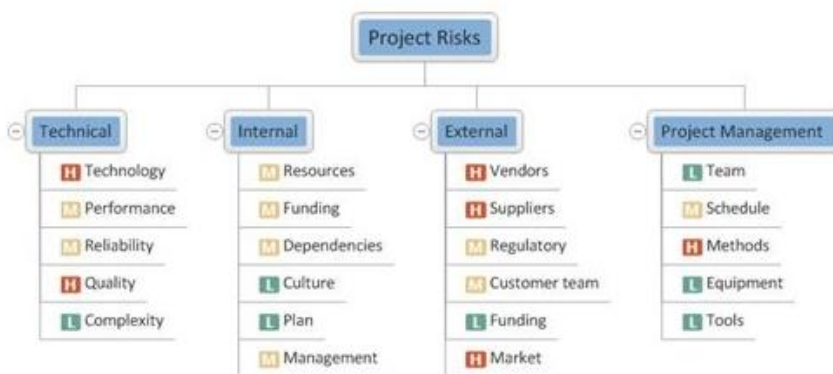 Project Risks
Technical
H Technology
M Performance
M Reliability
H Quality
L Complexity
Internal
M Resources
M Funding
M Dependencies
L Culture
L Plan
M Management
External
H Vendors
H Suppliers
M Regulatory
M Customer team
L Funding
H Market
Project Management
L Team
M Schedule
H Methods
L Equipment
L Tools